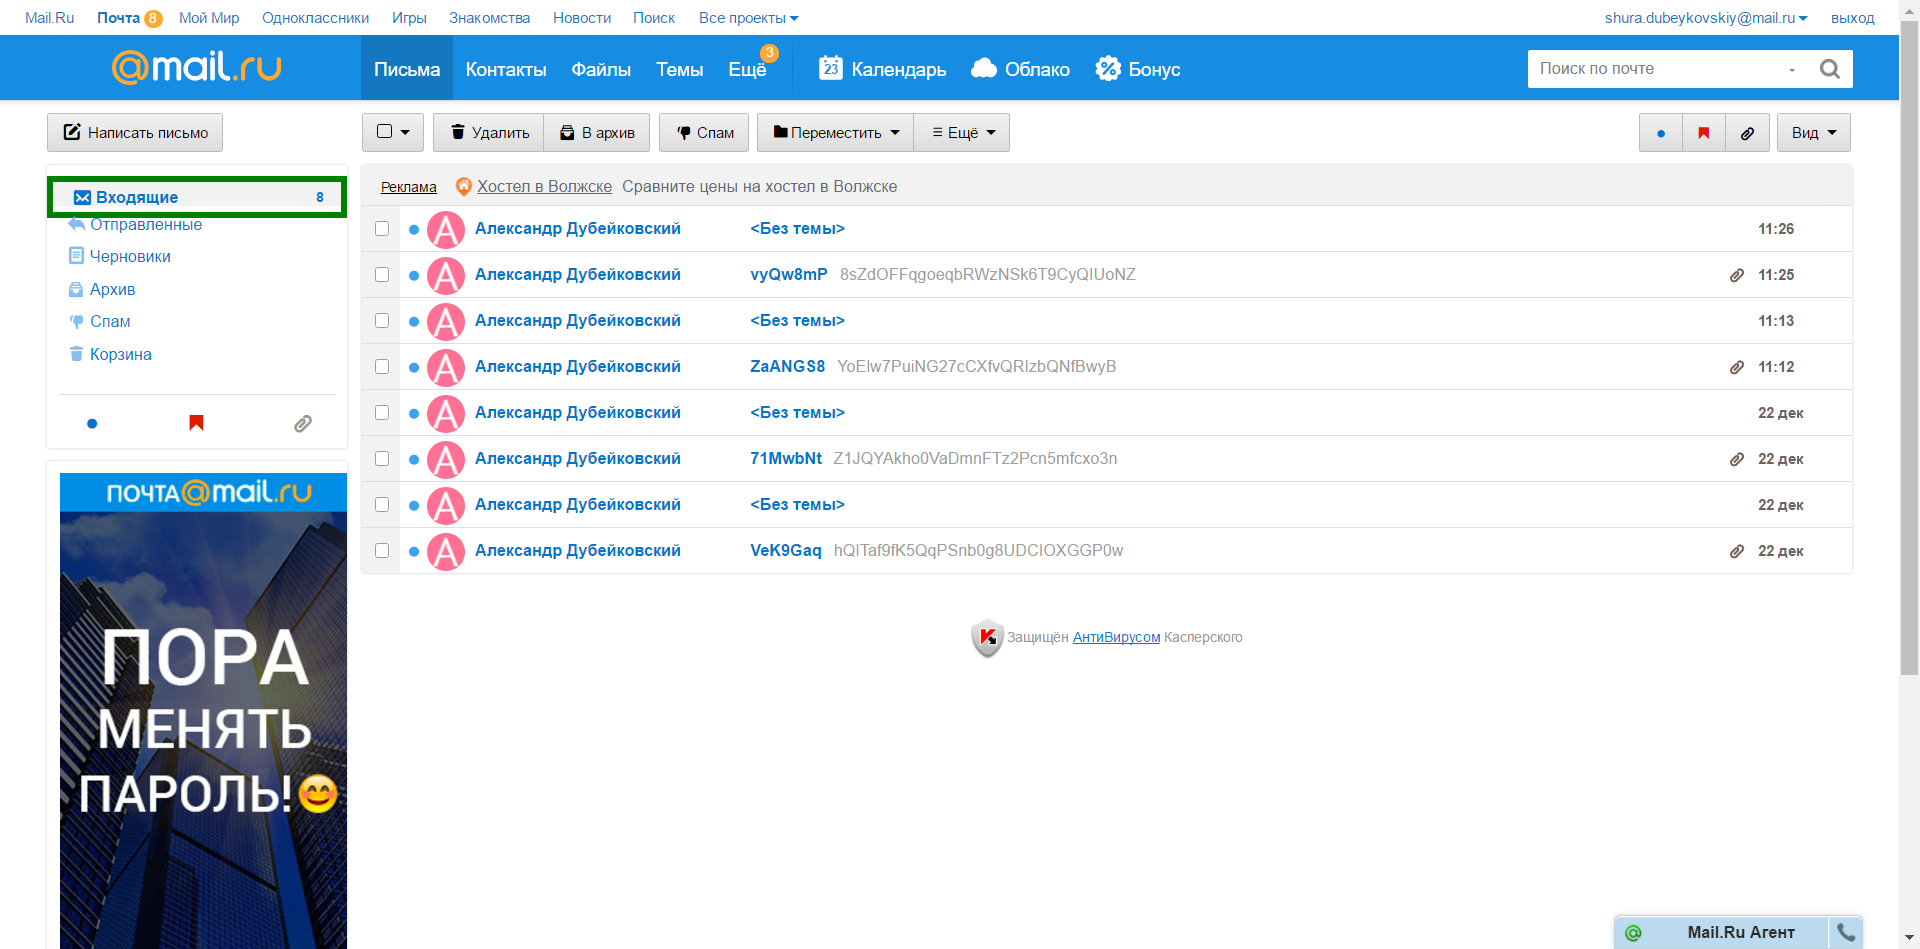 Mail.Ru Почта 8 Мой Мир Одноклассники Игры Знакомства Новости Поиск Все проекты shura.dubeykovskiy@mail.ru выход
@mail.ru Письма Контакты Файлы Темы Ещё 3 23 Календарь Облако Бонус Поиск по почте
Написать письмо Удалить В архив Спам Переместить Ещё Вид
Входящие 8
Отправленные
Черновики
Архив
Спам
Корзина
Реклама Хостел в Волжске Сравните цены на хостел в Волжске
А Александр Дубейковский <Без темы> 11:26
А Александр Дубейковский vyQw8mP 8sZdOFFqgoeqbRWzNSk6T9CyQIUoNZ 11:25
А Александр Дубейковский <Без темы> 11:13
А Александр Дубейковский ZaANGS8 YoElw7PuiNG27cCXfvQRlzbQNfBwyB 11:12
А Александр Дубейковский <Без темы> 22 дек
А Александр Дубейковский 71MwbNt Z1JQYAkho0VaDmnFTz2Pcn5mfcxo3n 22 дек
А Александр Дубейковский <Без темы> 22 дек
А Александр Дубейковский VeK9Gaq hQITaf9fK5QqPSnb0g8UDCIOXGGP0w 22 дек
Защищён АнтиВирусом Касперского
ПОЧТА@mail.ru
ПОРА
МЕНЯТЬ
ПАРОЛЬ!
@ Mail.Ru Агент